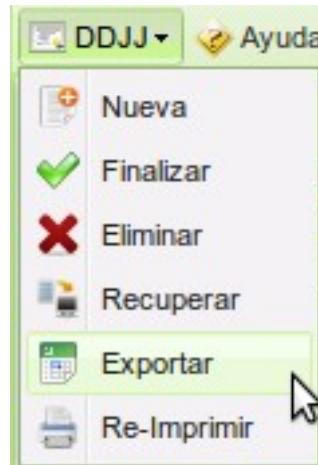 DDJJ Ayuda
Nueva
Finalizar
Eliminar
Recuperar
Exportar
Re-Imprimir